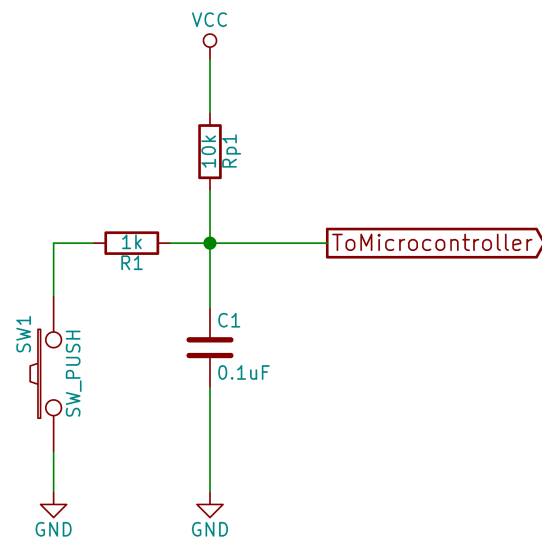 VCC
10k
Rp1
1k
R1
ToMicrocontroller
SW1
SW_PUSH
C1
0.1uF
GND
GND